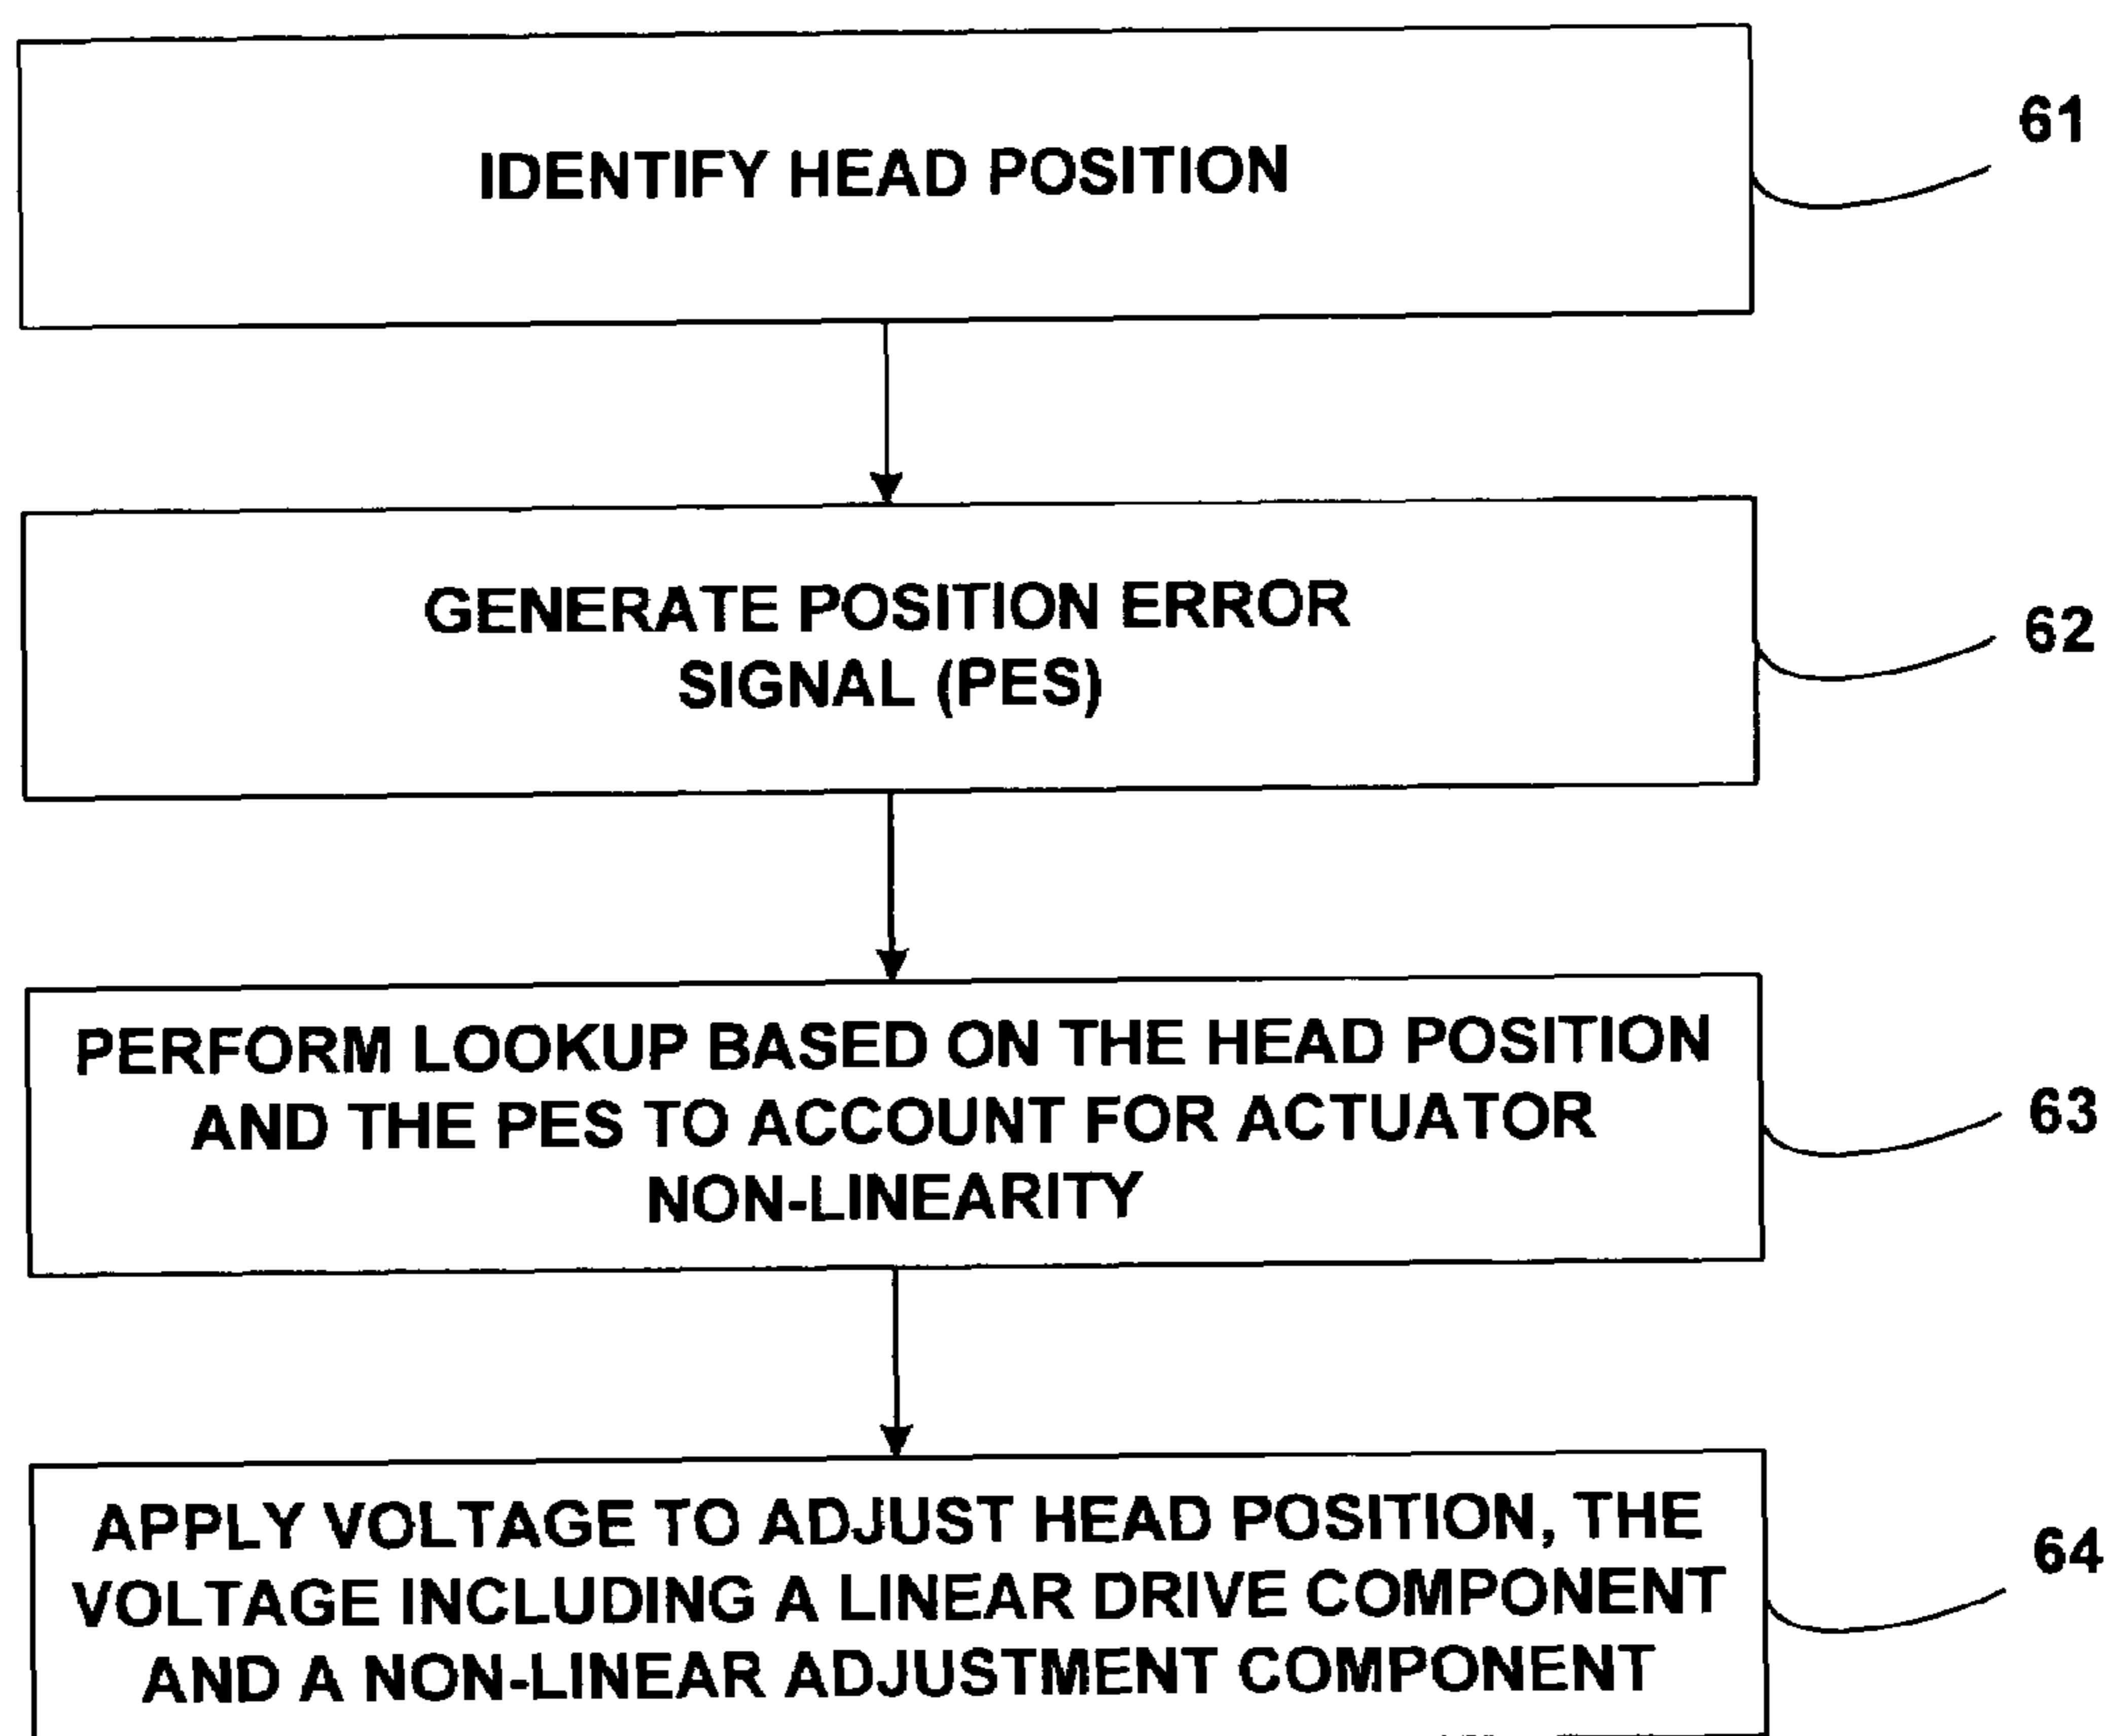 IDENTIFY HEAD POSITION
61
GENERATE POSITION ERROR
SIGNAL (PES)
62
PERFORM LOOKUP BASED ON THE HEAD POSITION
AND THE PES TO ACCOUNT FOR ACTUATOR
NON-LINEARITY
63
APPLY VOLTAGE TO ADJUST HEAD POSITION, THE
VOLTAGE INCLUDING A LINEAR DRIVE COMPONENT
AND A NON-LINEAR ADJUSTMENT COMPONENT
64